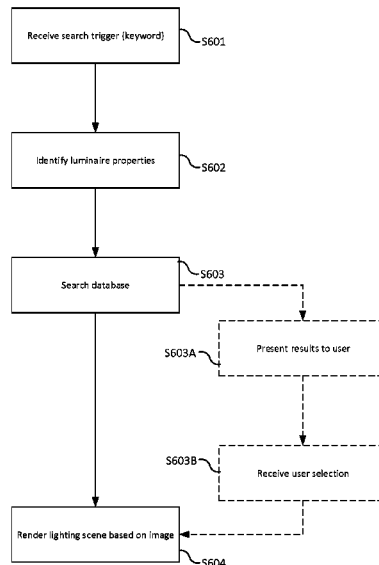 Receive search trigger {keyword}
S601
Identify luminaire properties
S602
Search database
S603
Present results to user
S603A
Receive user selection
S603B
Render lighting scene based on image
S604